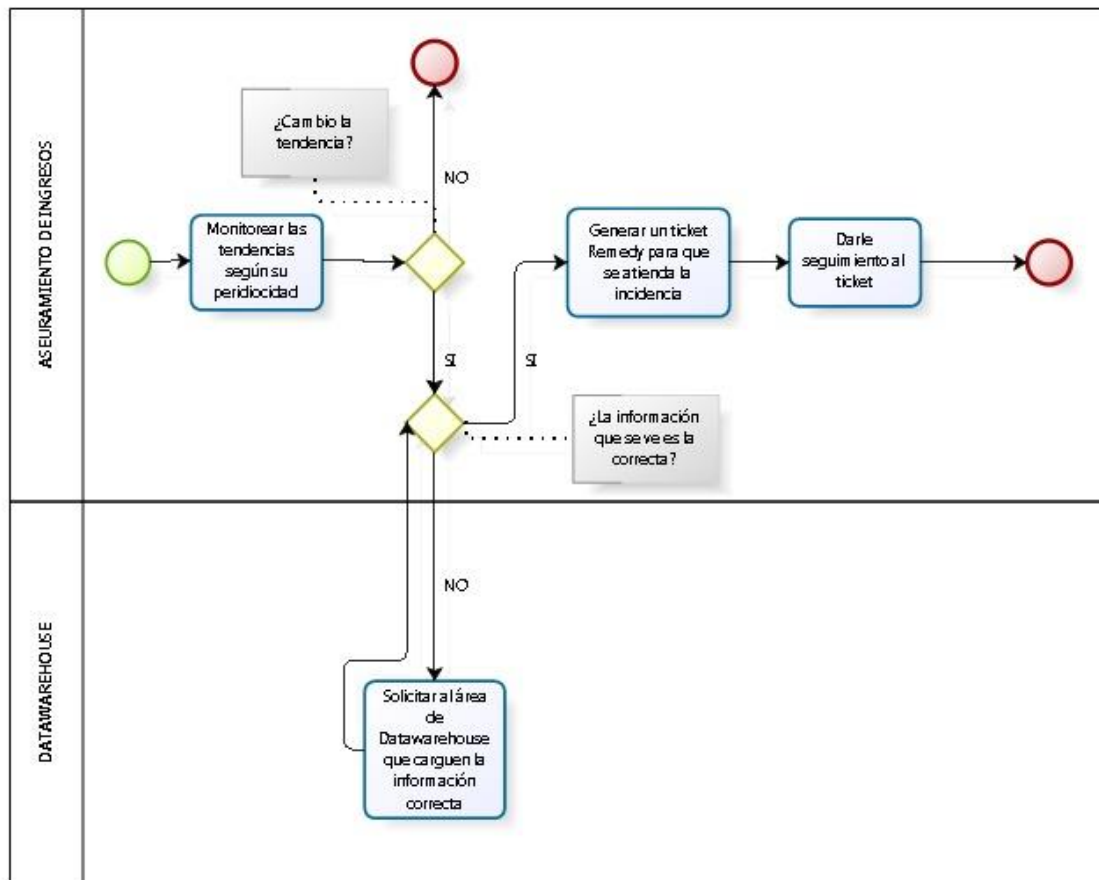 ASEURAMIENTO DE INGRESOS
¿Cambio la
tendencia?
NO
Monitorear las
tendencias
según su
peridiocidad
Generar un ticket
Remedy para que
se atienda la
incidencia
Darle
seguimiento al
ticket
SI
SI
¿La información
que se ve es la
correcta?
DATAWAREHOUSE
NO
Solicitar al área
de
Datawarehouse
que carguen la
información
correcta